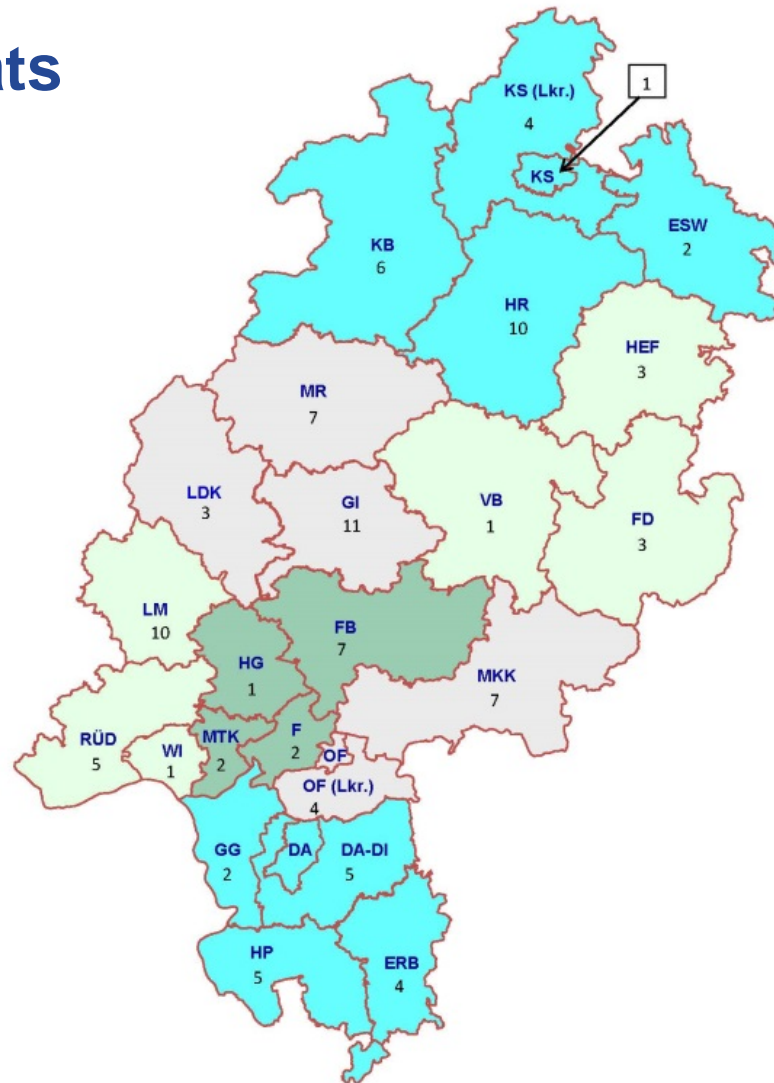 KS (Lkr.)
4
1
KS
ESW
2
KB
6
HR
10
HEF
3
MR
7
LDK
3
GI
11
VB
1
FD
3
LM
10
FB
7
HG
1
MKK
7
RÜD
5
WI
1
MTK
2
F
2
OF
OF (Lkr.)
4
GG
2
DA
DA-DI
5
HP
5
ERB
4